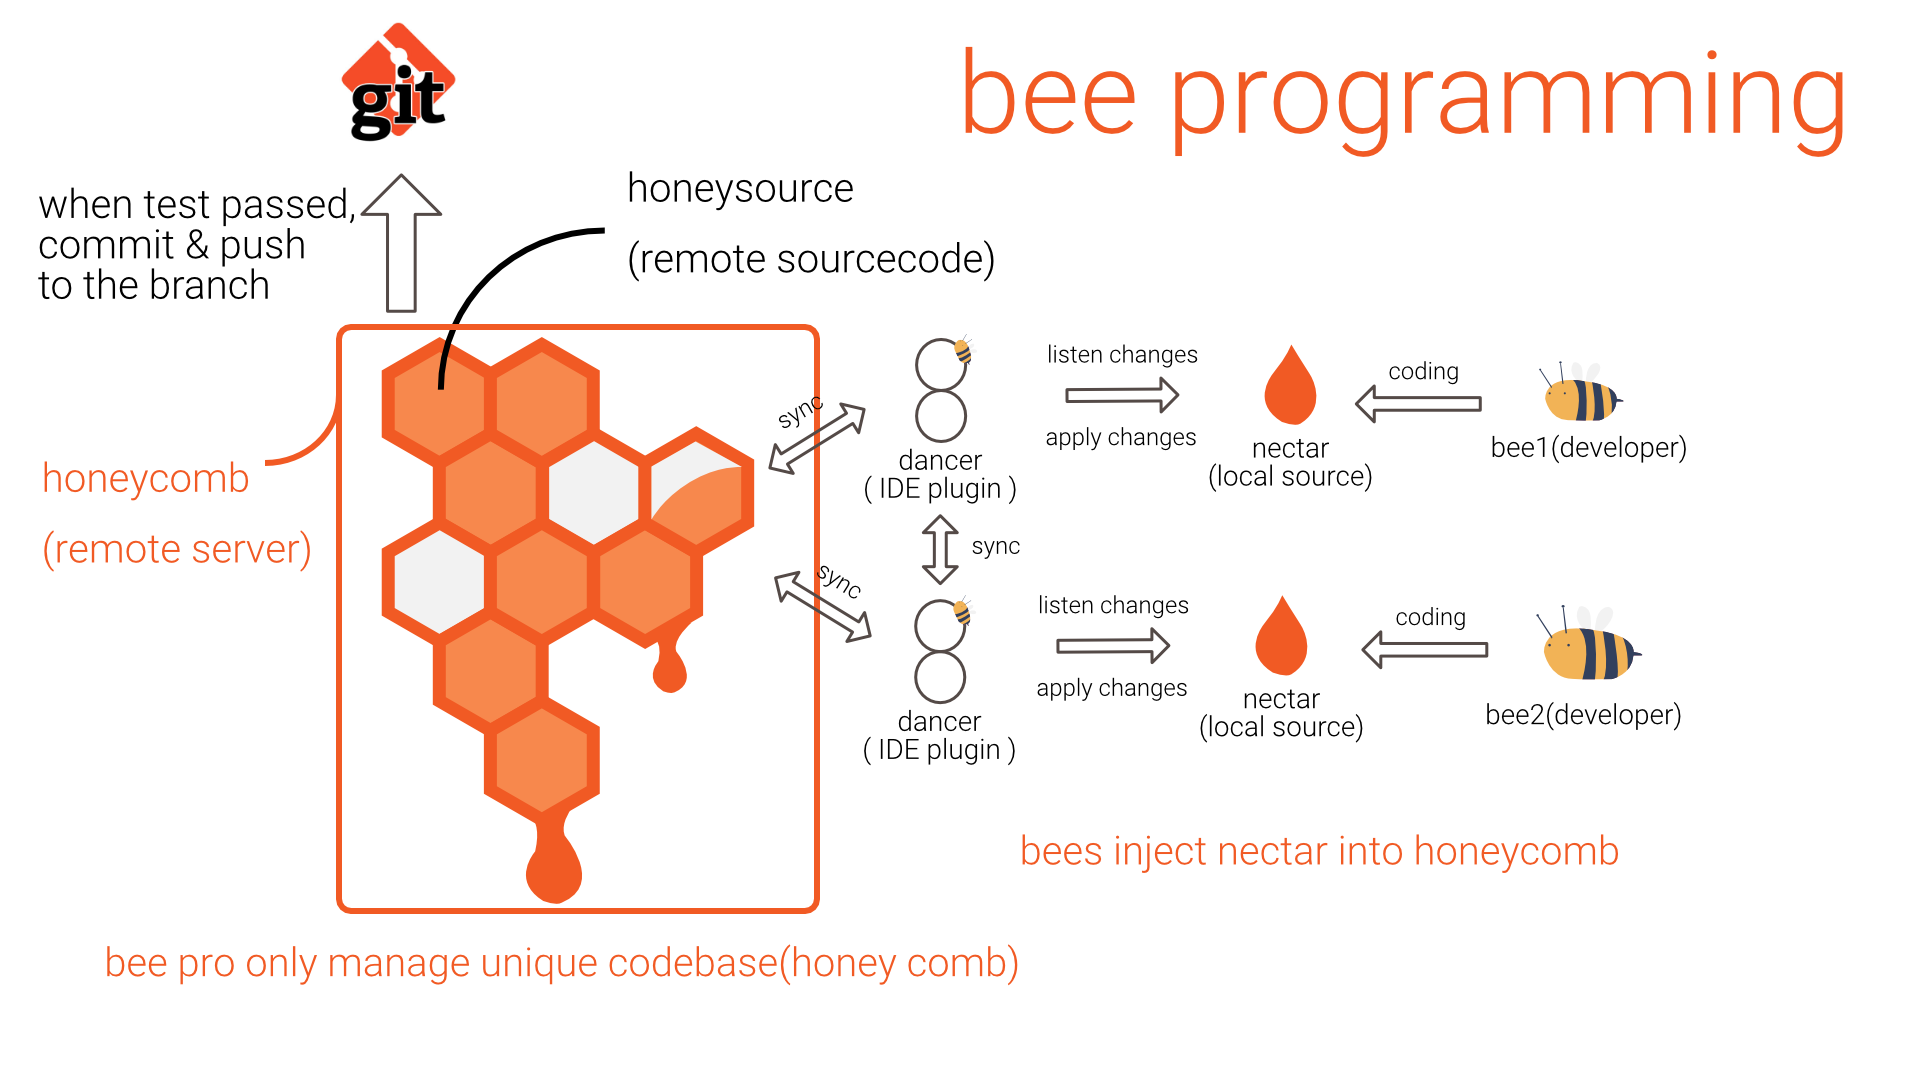 git
bee programming
when test passed,
commit & push
to the branch
honeysource
(remote sourcecode)
honeycomb
(remote server)
sync
dancer
( IDE plugin )
listen changes
apply changes
nectar
(local source)
coding
bee1(developer)
sync
sync
dancer
( IDE plugin )
listen changes
apply changes
nectar
(local source)
coding
bee2(developer)
bees inject nectar into honeycomb
bee pro only manage unique codebase(honey comb)